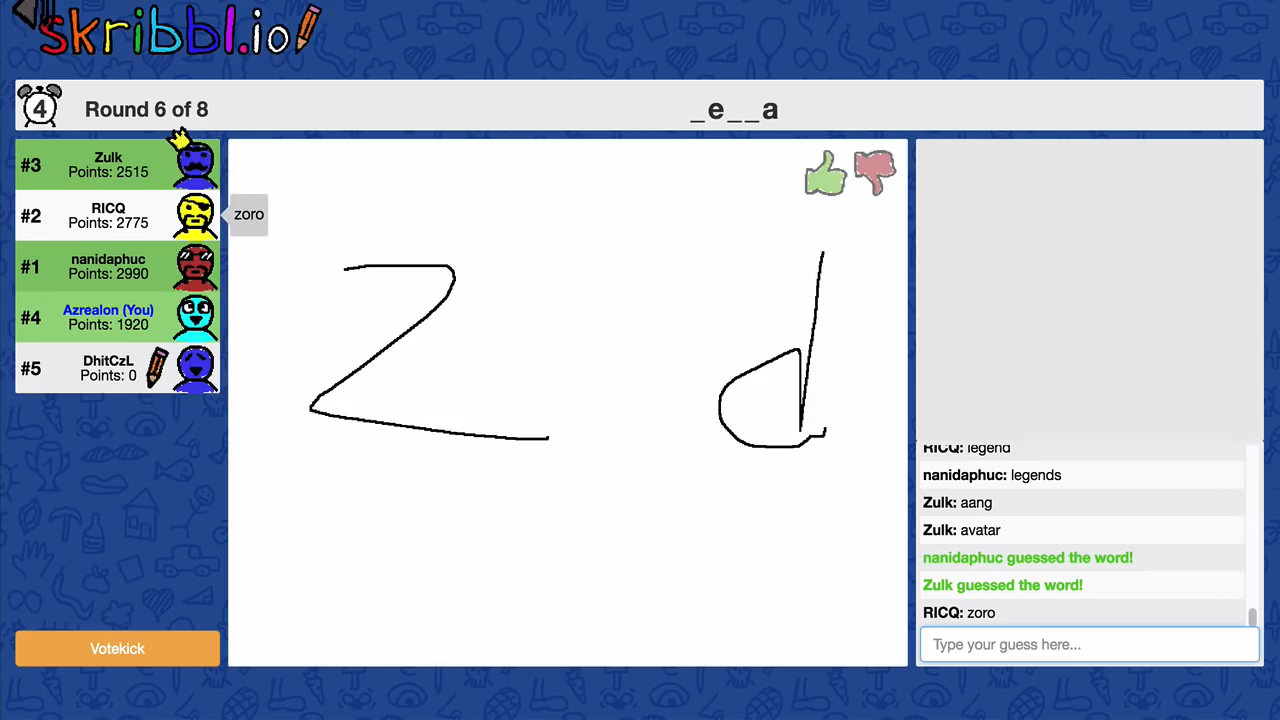 skribbl.io
4
Round 6 of 8
_e__a
#3
Zulk
Points: 2515
#2
RICQ
Points: 2775
zoro
#1
nanidaphuc
Points: 2990
#4
Azrealon (You)
Points: 1920
#5
DhitCzL
Points: 0
Z d
RICQ: legend
nanidaphuc: legends
Zulk: aang
Zulk: avatar
nanidaphuc guessed the word!
Zulk guessed the word!
RICQ: zoro
Type your guess here...
Votekick